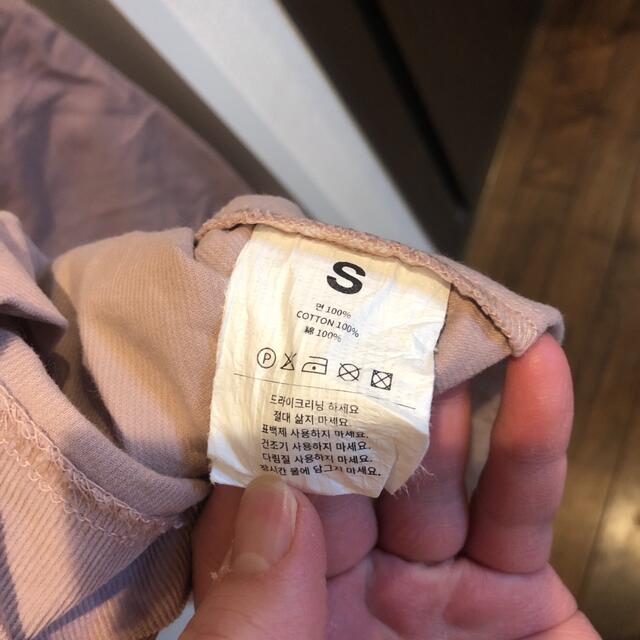 S
면 100%
COTTON 100%
綿 100%
P
드라이크리닝 하세요
절대 삶지 마세요.
표백제 사용하지 마세요.
건조기 사용하지 마세요.
다림질 사용하지 마세요.
장시간 물에 담그지 마세요.